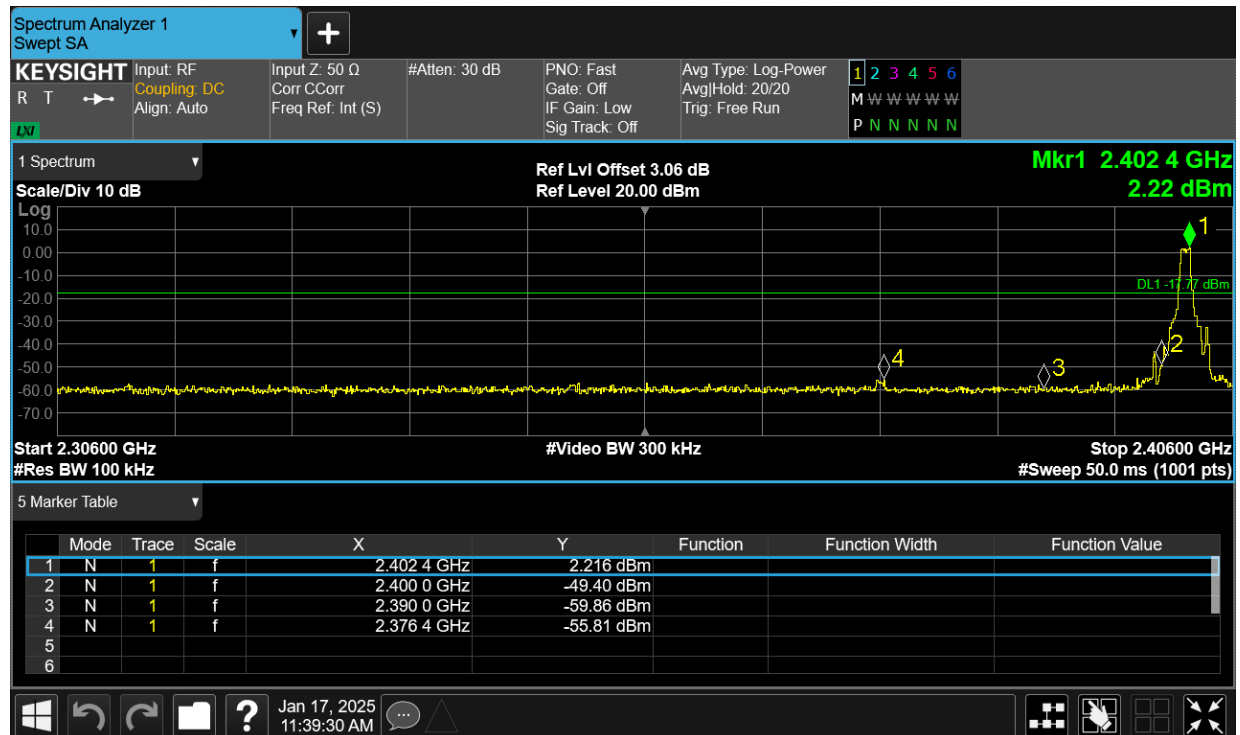 Spectrum Analyzer 1
Swept SA
+
KEYSIGHT
R T
LXI
Input: RF
Coupling: DC
Align: Auto
Input Z: 50 Ω
Corr CCorr
Freq Ref: Int (S)
#Atten: 30 dB
PNO: Fast
Gate: Off
IF Gain: Low
Sig Track: Off
Avg Type: Log-Power
Avg|Hold: 20/20
Trig: Free Run
1 2 3 4 5 6
M W W W W W
P N N N N N N
1 Spectrum
Scale/Div 10 dB
Ref Lvl Offset 3.06 dB
Ref Level 20.00 dBm
Mkr1 2.402 4 GHz
2.22 dBm
Log
10.0
0.00
-10.0
-20.0
-30.0
-40.0
-50.0
-60.0
-70.0
1
DL1 -17.77 dBm
2
4
3
Start 2.30600 GHz
#Video BW 300 kHz
Stop 2.40600 GHz
#Res BW 100 kHz
#Sweep 50.0 ms (1001 pts)
5 Marker Table
Mode Trace Scale X Y Function Function Width Function Value
1 N 1 f 2.402 4 GHz 2.216 dBm
2 N 1 f 2.400 0 GHz -49.40 dBm
3 N 1 f 2.390 0 GHz -59.86 dBm
4 N 1 f 2.376 4 GHz -55.81 dBm
5
6
?
Jan 17, 2025
11:39:30 AM